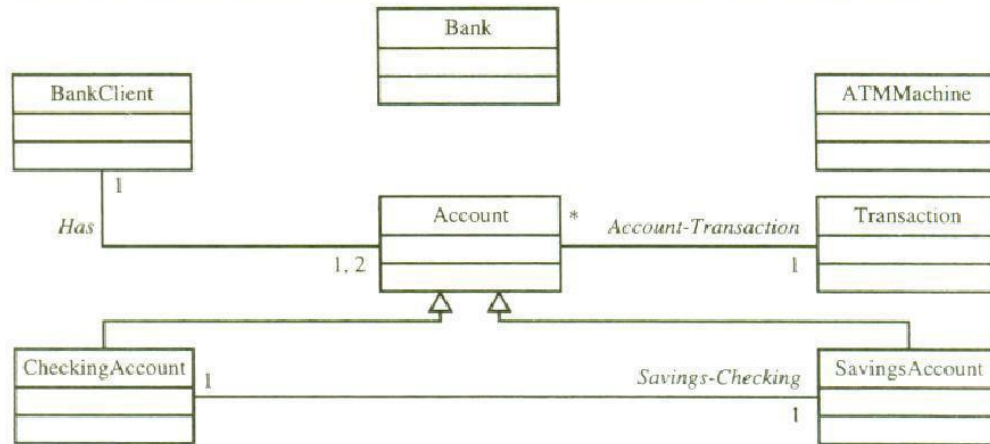 Bank
BankClient
ATMMachine
1
Has
Account
*
Account-Transaction
Transaction
1, 2
1
CheckingAccount
1
Savings-Checking
SavingsAccount
1